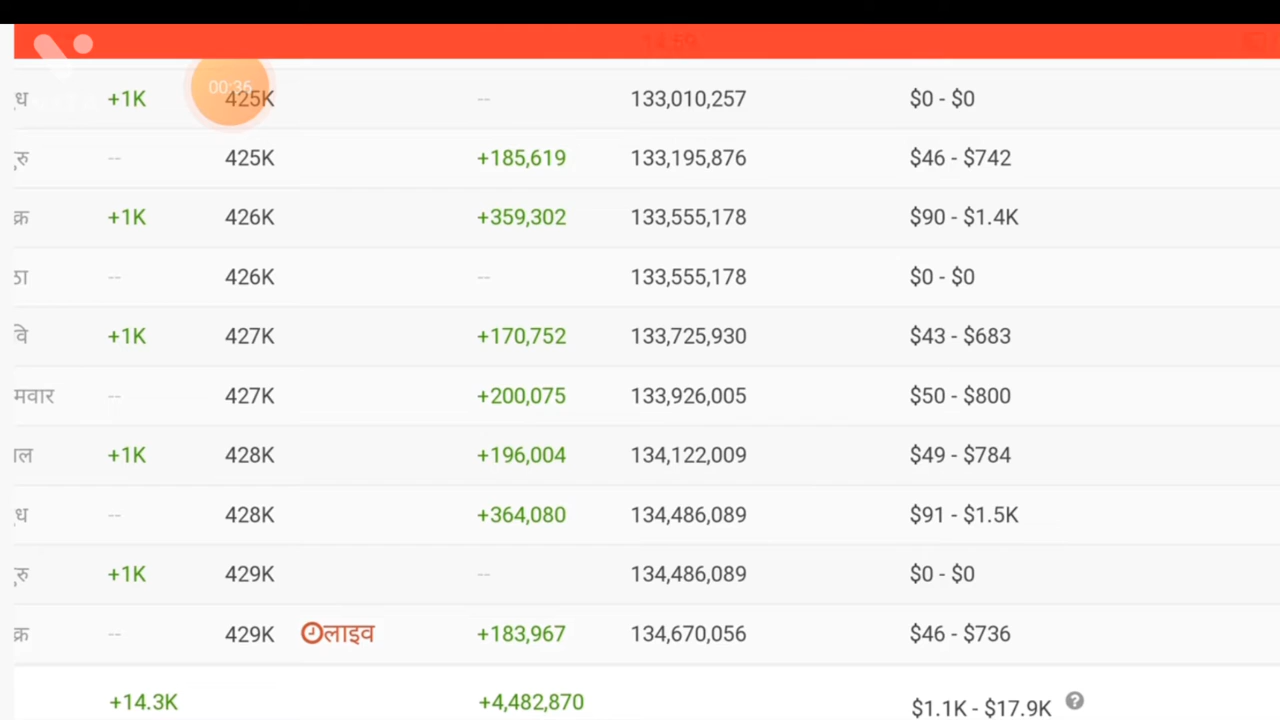 14:59
00:36
ुध +1K 425K -- 133,010,257 $0 - $0
ुरु -- 425K +185,619 133,195,876 $46 - $742
क्र +1K 426K +359,302 133,555,178 $90 - $1.4K
ठा -- 426K -- 133,555,178 $0 - $0
वि +1K 427K +170,752 133,725,930 $43 - $683
मवार -- 427K +200,075 133,926,005 $50 - $800
ाल +1K 428K +196,004 134,122,009 $49 - $784
ुध -- 428K +364,080 134,486,089 $91 - $1.5K
ुरु +1K 429K -- 134,486,089 $0 - $0
क्र -- 429K लाइव +183,967 134,670,056 $46 - $736
+14.3K +4,482,870 $1.1K - $17.9K ?